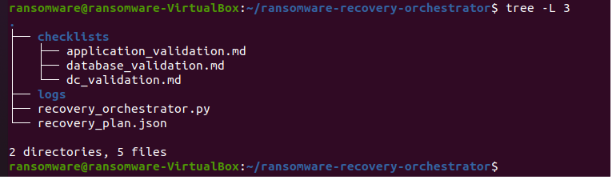 ransomware@ransomware-VirtualBox:~/ransomware-recovery-orchestrator$ tree -L 3
.
├── checklists
│   ├── application_validation.md
│   ├── database_validation.md
│   └── dc_validation.md
├── logs
├── recovery_orchestrator.py
└── recovery_plan.json
2 directories, 5 files
ransomware@ransomware-VirtualBox:~/ransomware-recovery-orchestrator$